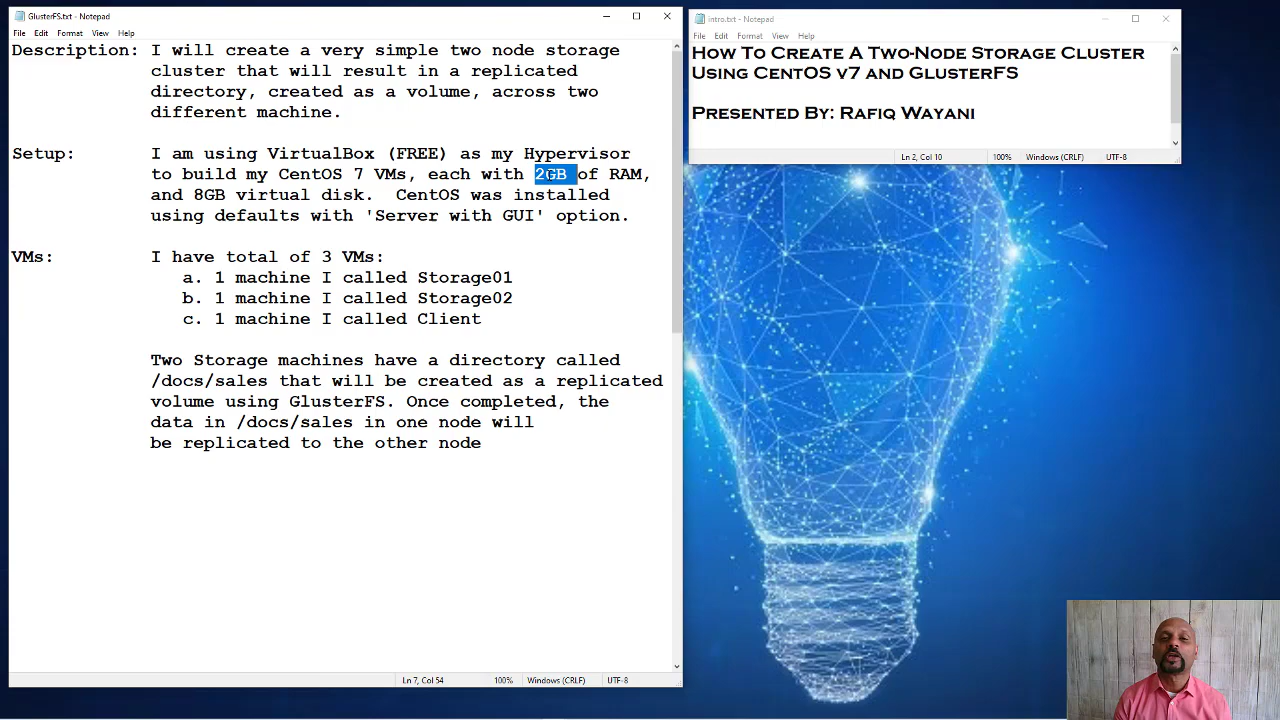 GlusterFS.txt - Notepad
File Edit Format View Help
Description: I will create a very simple two node storage
cluster that will result in a replicated
directory, created as a volume, across two
different machine.
Setup: I am using VirtualBox (FREE) as my Hypervisor
to build my CentOS 7 VMs, each with 2GB of RAM,
and 8GB virtual disk. CentOS was installed
using defaults with 'Server with GUI' option.
VMs: I have total of 3 VMs:
a. 1 machine I called Storage01
b. 1 machine I called Storage02
c. 1 machine I called Client
Two Storage machines have a directory called
/docs/sales that will be created as a replicated
volume using GlusterFS. Once completed, the
data in /docs/sales in one node will
be replicated to the other node
Ln 7, Col 54 100% Windows (CRLF) UTF-8
intro.txt - Notepad
File Edit Format View Help
How To Create A Two-Node Storage Cluster
Using CentOS v7 and GlusterFS
Presented By: Rafiq Wayani
Ln 2, Col 10 100% Windows (CRLF) UTF-8